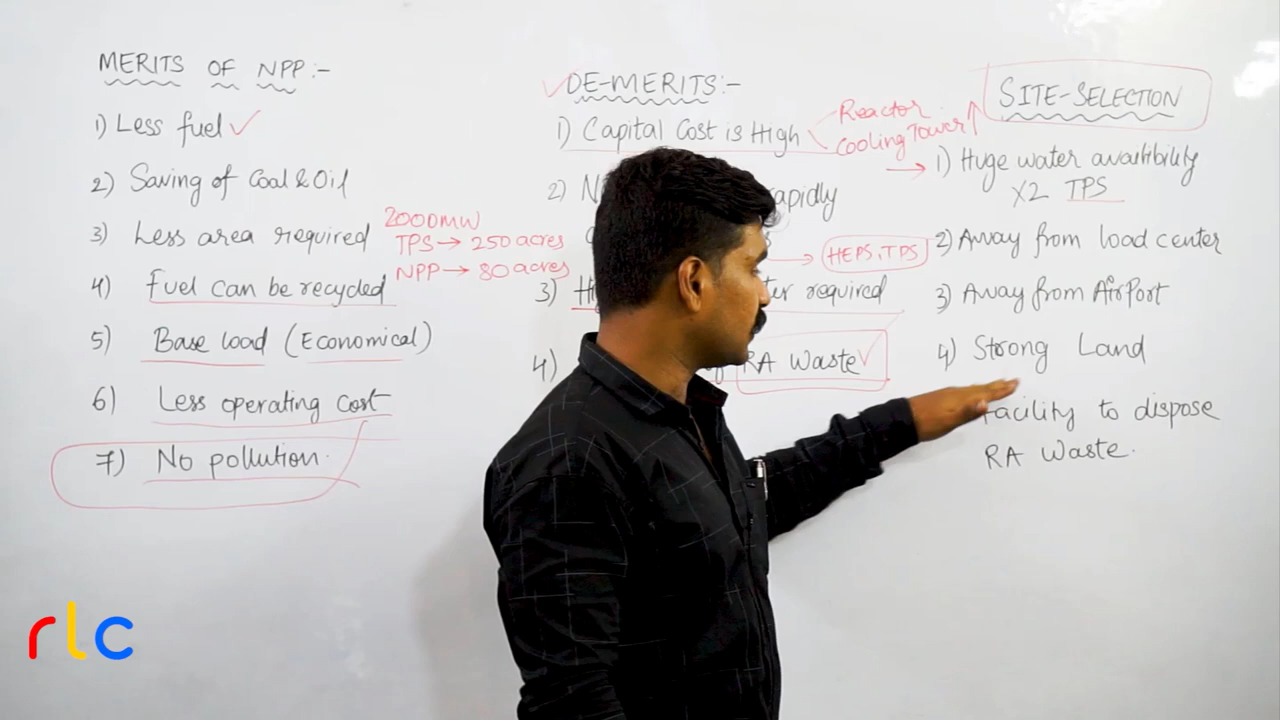 MERITS OF NPP:-
1) Less fuel ✓
2) Saving of Coal & Oil
3) Less area required
2000MW
TPS → 250 acres
NPP → 80 acres
4) Fuel can be recycled
5) Base load (Economical)
6) Less operating cost
7) No pollution.
✓DE-MERITS:-
1) Capital Cost is High
Reactor
Cooling Tower ↑
2)
→ HEPS, TPS
3)
required
4)
RA Waste ✓
SITE-SELECTION
→ 1) Huge water availibility
X2 TPS
2) Away from load center
3) Away from AirPort
4) Strong Land
facility to dispose
RA Waste.
rlc